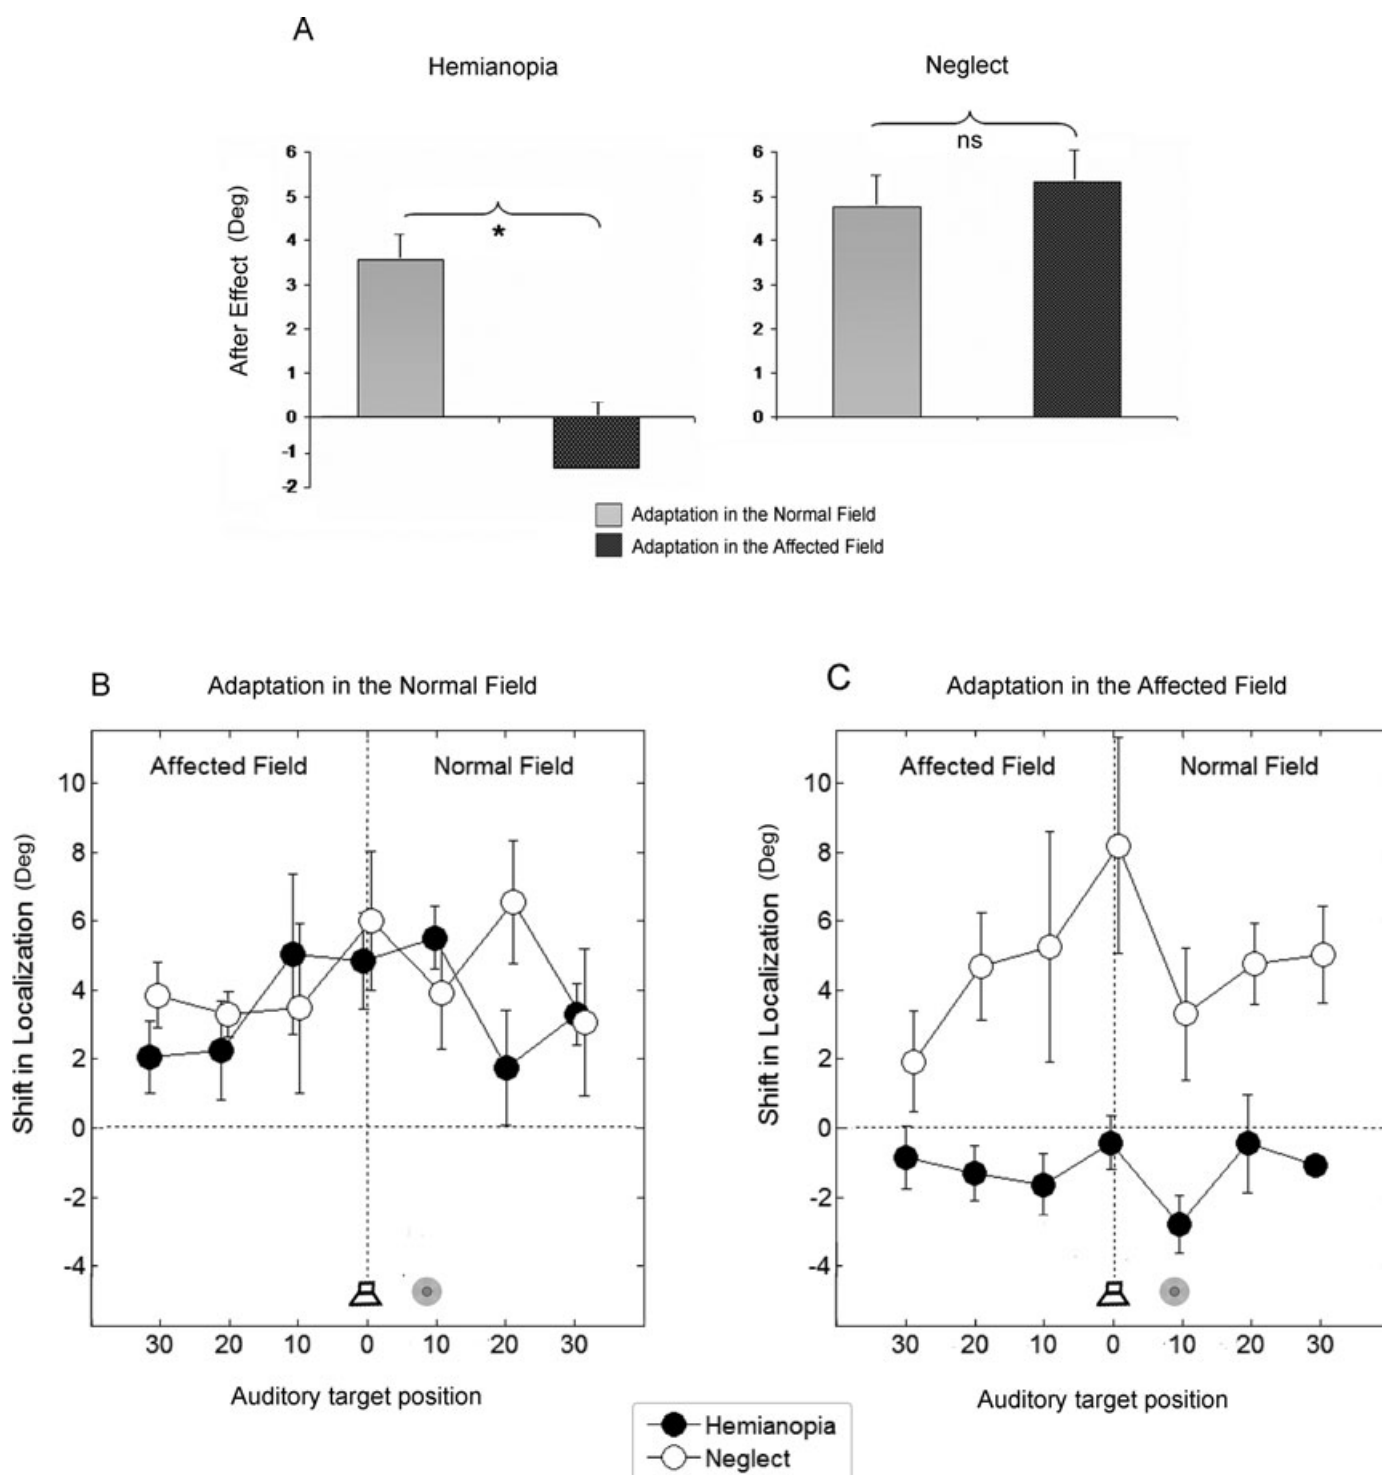 A
Hemianopia
Neglect
ns
*
After Effect (Deg)
6
5
4
3
2
1
0
-1
-2
6
5
4
3
2
1
0
Adaptation in the Normal Field
Adaptation in the Affected Field
B
Adaptation in the Normal Field
Affected Field
Normal Field
Shift in Localization (Deg)
10
8
6
4
2
0
-2
-4
30 20 10 0 10 20 30
Auditory target position
C
Adaptation in the Affected Field
Affected Field
Normal Field
Shift in Localization (Deg)
10
8
6
4
2
0
-2
-4
30 20 10 0 10 20 30
Auditory target position
Hemianopia
Neglect